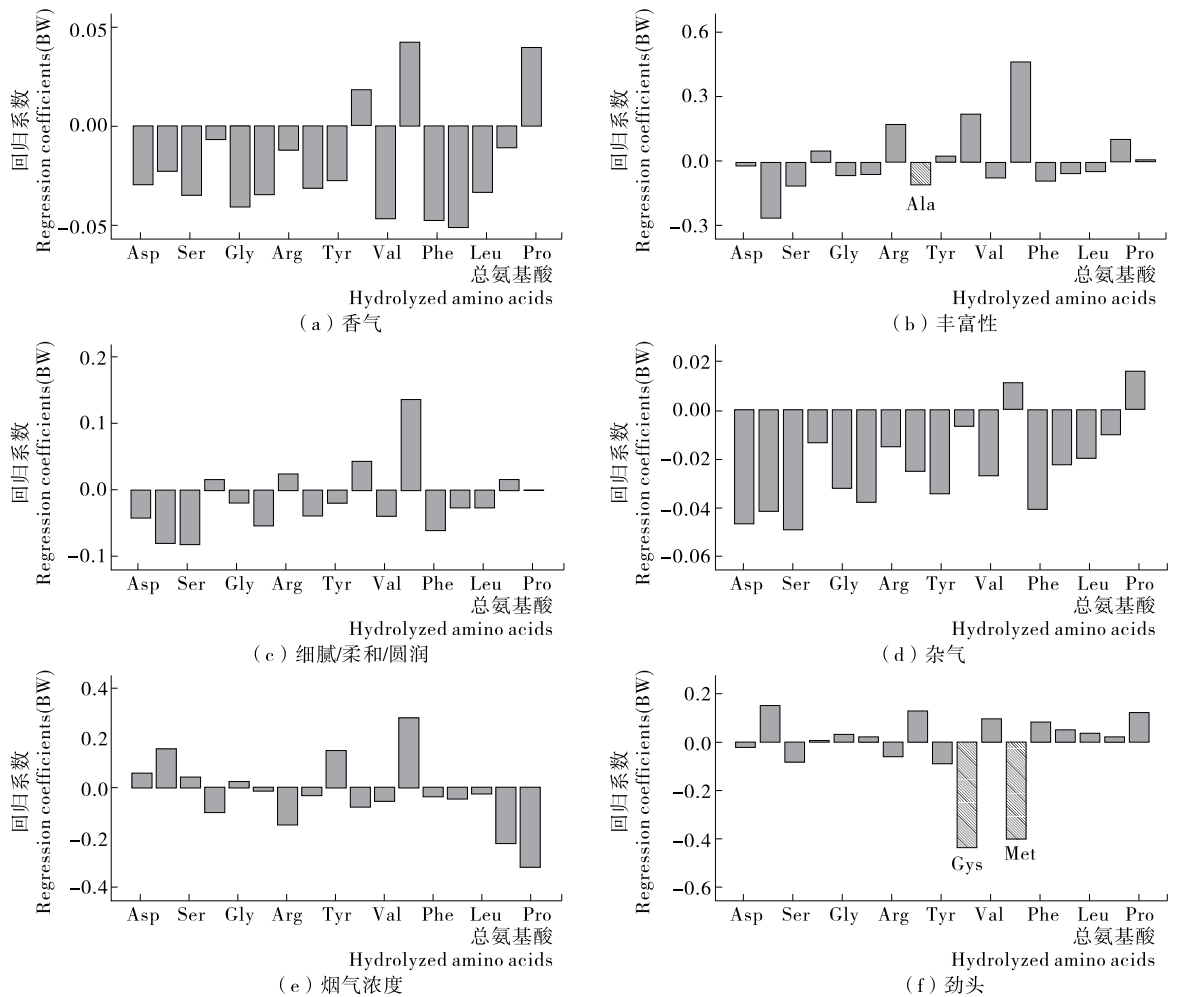 回归系数
Regression coefficients(BW)
0.05
0.00
−0.05
Asp Ser Gly Arg Tyr Val Phe Leu Pro
总氨基酸
Hydrolyzed amino acids
(a)香气
回归系数
Regression coefficients(BW)
0.6
0.3
0.0
−0.3
Ala
Asp Ser Gly Arg Tyr Val Phe Leu Pro
总氨基酸
Hydrolyzed amino acids
(b)丰富性
回归系数
Regression coefficients(BW)
0.2
0.1
0.0
−0.1
Asp Ser Gly Arg Tyr Val Phe Leu Pro
总氨基酸
Hydrolyzed amino acids
(c)细腻/柔和/圆润
回归系数
Regression coefficients(BW)
0.02
0.00
−0.02
−0.04
−0.06
Asp Ser Gly Arg Tyr Val Phe Leu Pro
总氨基酸
Hydrolyzed amino acids
(d)杂气
回归系数
Regression coefficients(BW)
0.4
0.2
0.0
−0.2
−0.4
Asp Ser Gly Arg Tyr Val Phe Leu Pro
总氨基酸
Hydrolyzed amino acids
(e)烟气浓度
回归系数
Regression coefficients(BW)
0.2
0.0
−0.2
−0.4
−0.6
Gys
Met
Asp Ser Gly Arg Tyr Val Phe Leu Pro
总氨基酸
Hydrolyzed amino acids
(f)劲头